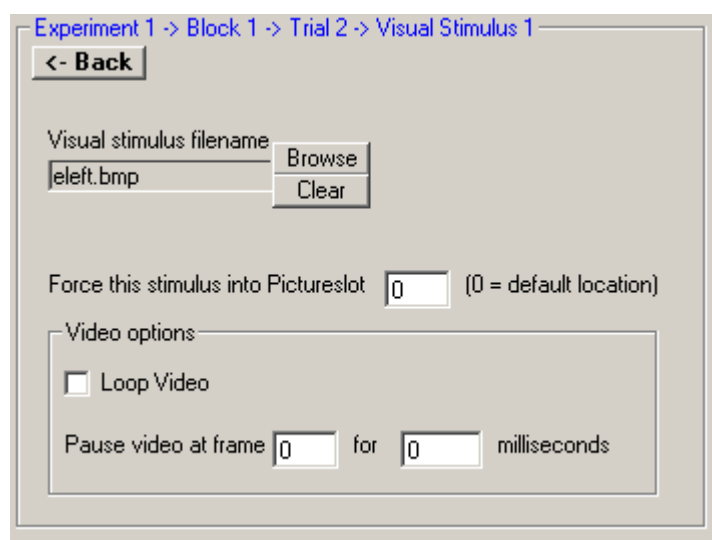 Experiment 1 -> Block 1 -> Trial 2 -> Visual Stimulus 1
<- Back
Visual stimulus filename
Browse
eleft.bmp
Clear
Force this stimulus into Pictureslot 0 (0 = default location)
Video options
Loop Video
Pause video at frame 0 for 0 milliseconds